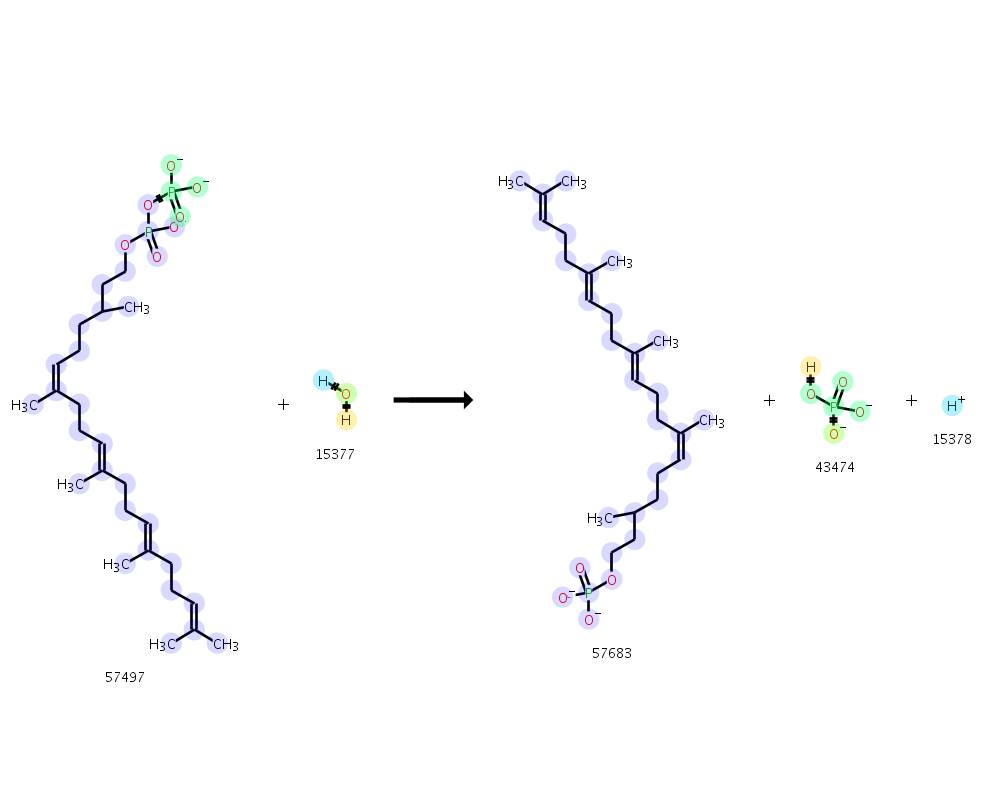 O⁻
P O⁻
O O O
P
O O
CH₃
H₃C
H₃C
H₃C
H₃C CH₃
57497
+
H O
H
15377
H₃C CH₃
CH₃
CH₃
CH₃
H₃C
O O
O⁻ P
O⁻
57683
+
H
O O
P O⁻
O⁻
43474
+
H⁺
15378